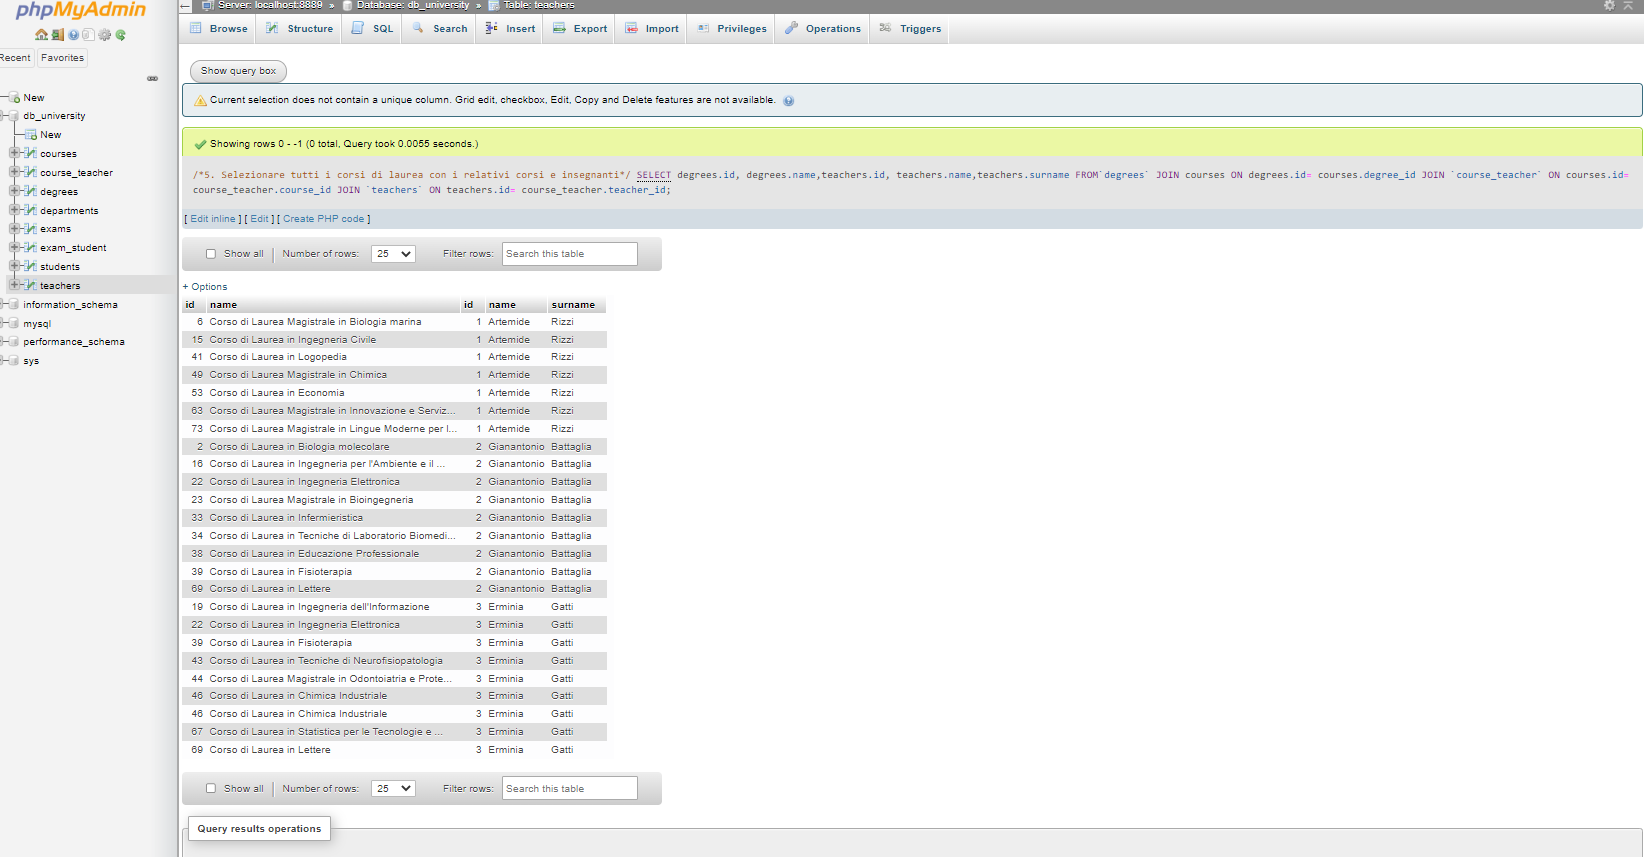 phpMyAdmin
Recent Favorites
New
db_university
New
courses
course_teacher
degrees
departments
exams
exam_student
students
teachers
information_schema
mysql
performance_schema
sys
Server: localhost:8889 » Database: db_university » Table: teachers
Browse Structure SQL Search Insert Export Import Privileges Operations Triggers
Show query box
Current selection does not contain a unique column. Grid edit, checkbox, Edit, Copy and Delete features are not available.
Showing rows 0 - -1 (0 total, Query took 0.0055 seconds.)
/*5. Selezionare tutti i corsi di laurea con i relativi corsi e insegnanti*/ SELECT degrees.id, degrees.name,teachers.id, teachers.name,teachers.surname FROM`degrees` JOIN courses ON degrees.id= courses.degree_id JOIN `course_teacher` ON courses.id=
course_teacher.course_id JOIN `teachers` ON teachers.id= course_teacher.teacher_id;
[ Edit inline ] [ Edit ] [ Create PHP code ]
Show all Number of rows: 25 Filter rows: Search this table
+ Options
id name id name surname
6 Corso di Laurea Magistrale in Biologia marina 1 Artemide Rizzi
15 Corso di Laurea in Ingegneria Civile 1 Artemide Rizzi
41 Corso di Laurea in Logopedia 1 Artemide Rizzi
49 Corso di Laurea Magistrale in Chimica 1 Artemide Rizzi
53 Corso di Laurea in Economia 1 Artemide Rizzi
63 Corso di Laurea Magistrale in Innovazione e Serviz... 1 Artemide Rizzi
73 Corso di Laurea Magistrale in Lingue Moderne per l... 1 Artemide Rizzi
2 Corso di Laurea in Biologia molecolare 2 Gianantonio Battaglia
16 Corso di Laurea in Ingegneria per l'Ambiente e il ... 2 Gianantonio Battaglia
22 Corso di Laurea in Ingegneria Elettronica 2 Gianantonio Battaglia
23 Corso di Laurea Magistrale in Bioingegneria 2 Gianantonio Battaglia
33 Corso di Laurea in Infermieristica 2 Gianantonio Battaglia
34 Corso di Laurea in Tecniche di Laboratorio Biomedi... 2 Gianantonio Battaglia
38 Corso di Laurea in Educazione Professionale 2 Gianantonio Battaglia
39 Corso di Laurea in Fisioterapia 2 Gianantonio Battaglia
69 Corso di Laurea in Lettere 2 Gianantonio Battaglia
19 Corso di Laurea in Ingegneria dell'Informazione 3 Erminia Gatti
22 Corso di Laurea in Ingegneria Elettronica 3 Erminia Gatti
39 Corso di Laurea in Fisioterapia 3 Erminia Gatti
43 Corso di Laurea in Tecniche di Neurofisiopatologia 3 Erminia Gatti
44 Corso di Laurea Magistrale in Odontoiatria e Prote... 3 Erminia Gatti
46 Corso di Laurea in Chimica Industriale 3 Erminia Gatti
46 Corso di Laurea in Chimica Industriale 3 Erminia Gatti
67 Corso di Laurea in Statistica per le Tecnologie e ... 3 Erminia Gatti
69 Corso di Laurea in Lettere 3 Erminia Gatti
Show all Number of rows: 25 Filter rows: Search this table
Query results operations